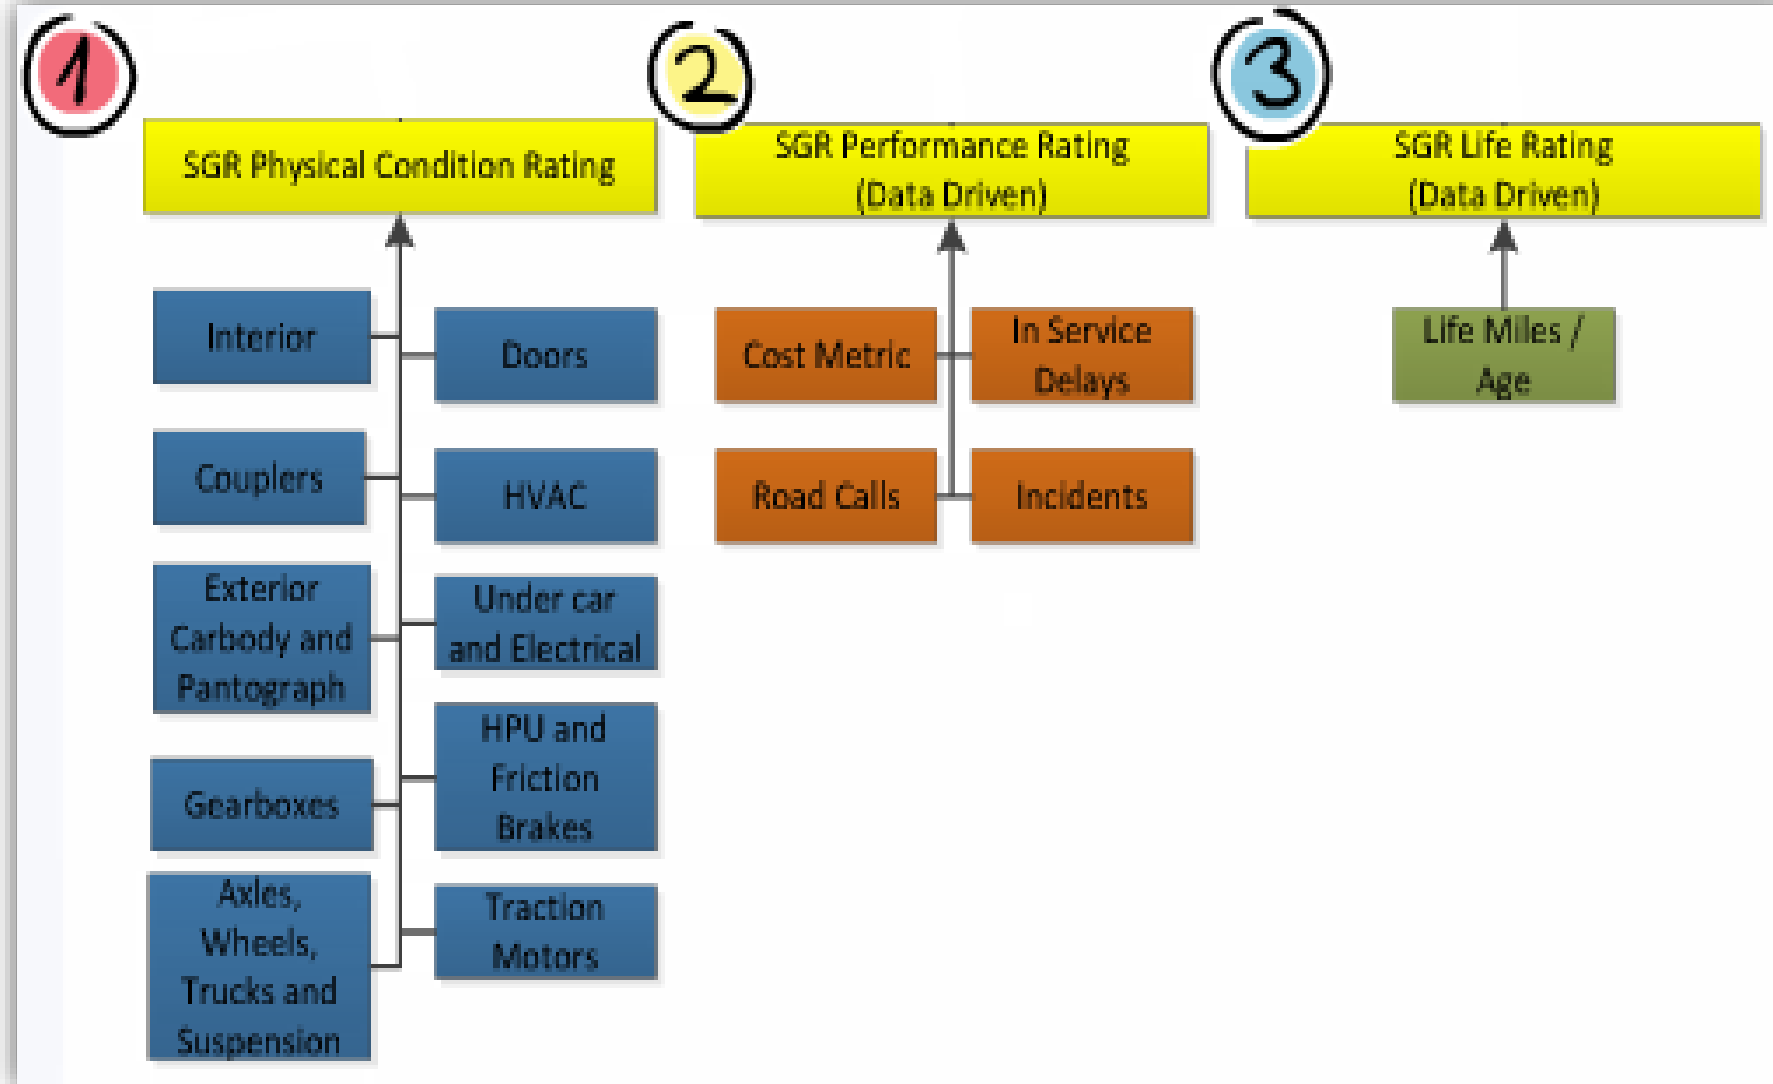 1
SGR Physical Condition Rating
Interior
Doors
Couplers
HVAC
Exterior
Carbody and
Pantograph
Under car
and Electrical
Gearboxes
HPU and
Friction
Brakes
Axles,
Wheels,
Trucks and
Suspension
Traction
Motors
2
SGR Performance Rating
(Data Driven)
Cost Metric
In Service
Delays
Road Calls
Incidents
3
SGR Life Rating
(Data Driven)
Life Miles /
Age